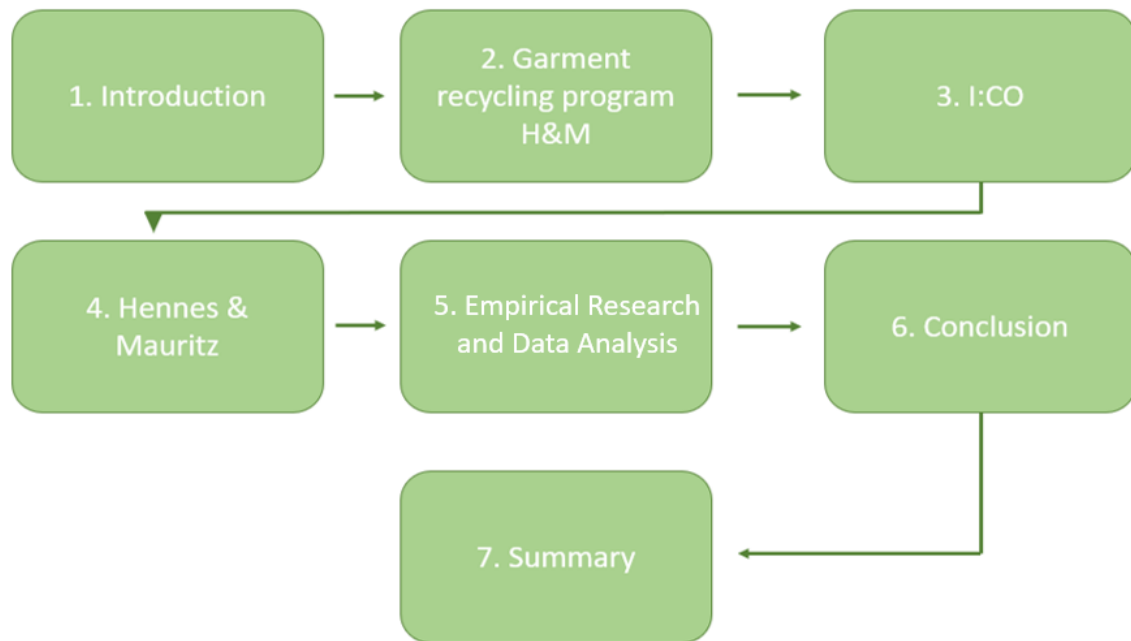 1. Introduction
2. Garment
recycling program
H&M
3. I:CO
4. Hennes &
Mauritz
5. Empirical Research
and Data Analysis
6. Conclusion
7. Summary